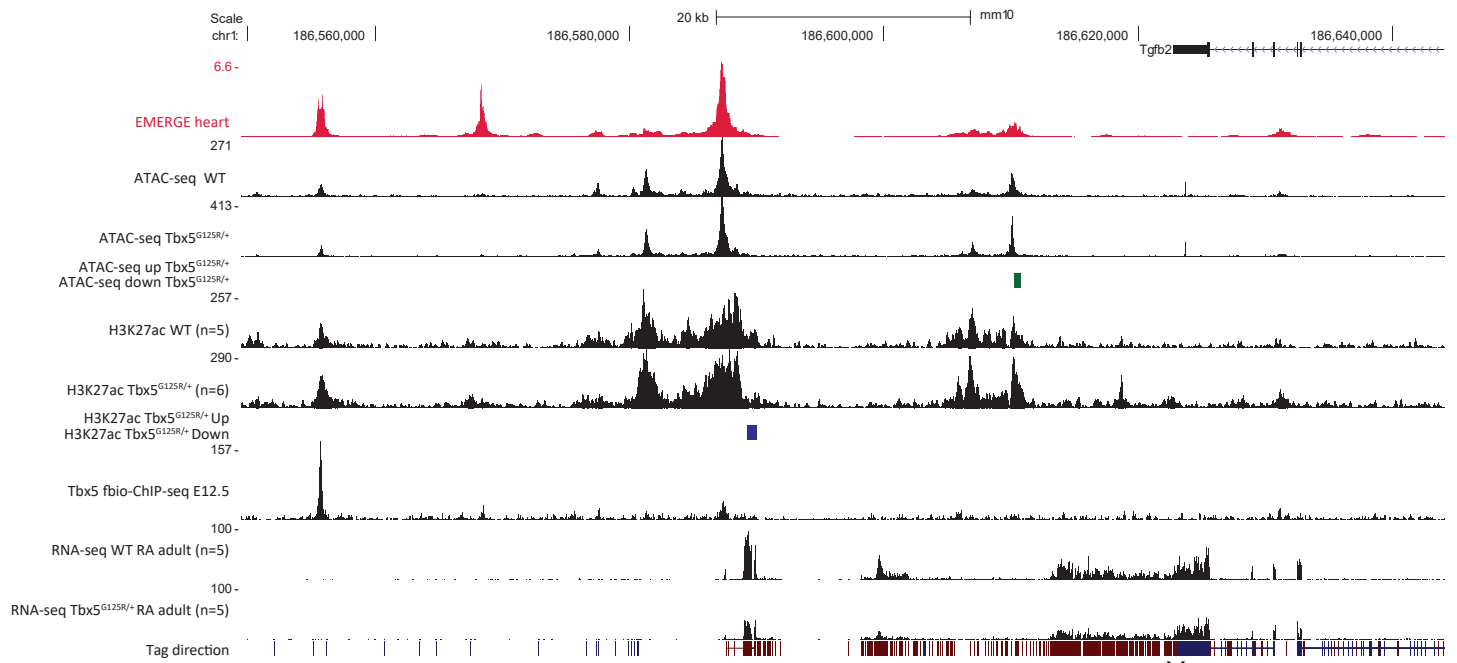 Scale 20 kb mm10
chr1: 186,560,000 186,580,000 186,600,000 186,620,000 186,640,000
Tgfb2
6.6 -
EMERGE heart
271
ATAC-seq WT
413 -
ATAC-seq Tbx5G125R/+
ATAC-seq up Tbx5G125R/+
ATAC-seq down Tbx5G125R/+
257 -
H3K27ac WT (n=5)
290 -
H3K27ac Tbx5G125R/+ (n=6)
H3K27ac Tbx5G125R/+ Up
H3K27ac Tbx5G125R/+ Down
157 -
Tbx5 fbio-ChIP-seq E12.5
100 -
RNA-seq WT RA adult (n=5)
100 -
RNA-seq Tbx5G125R/+ RA adult (n=5)
Tag direction